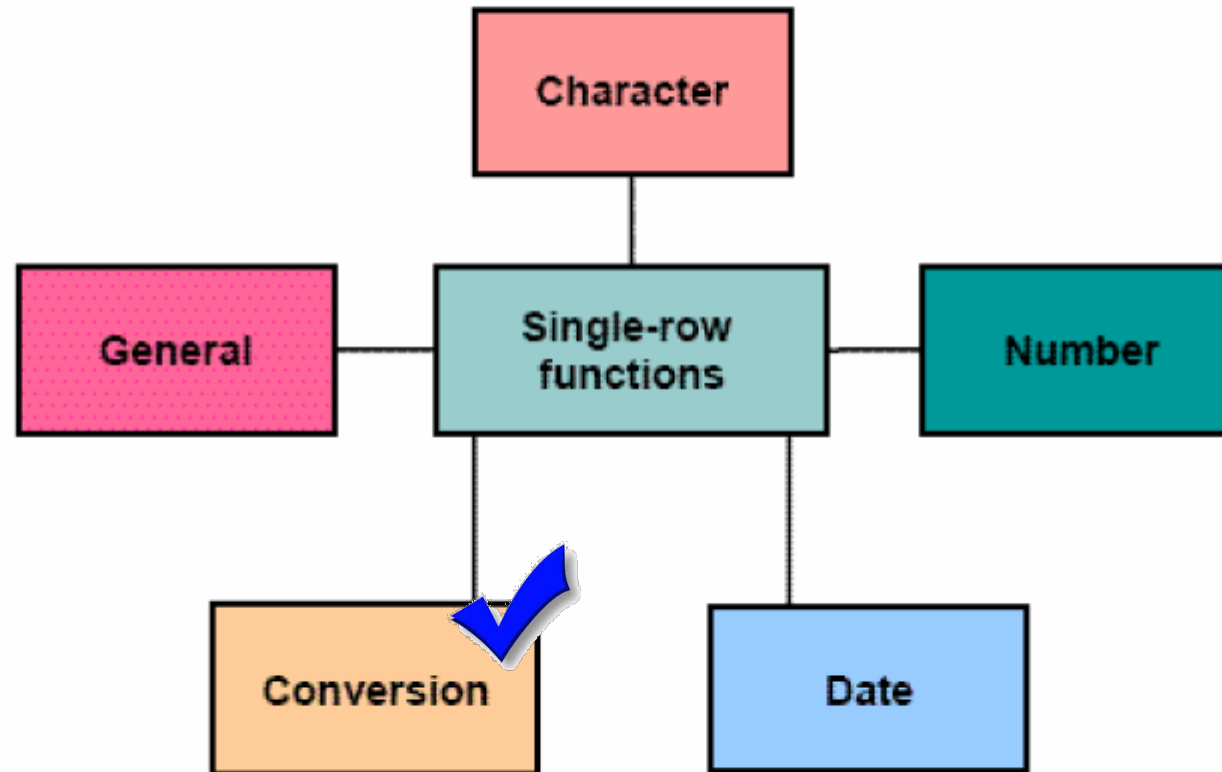 Character
General
Single-row
functions
Number
Conversion
Date